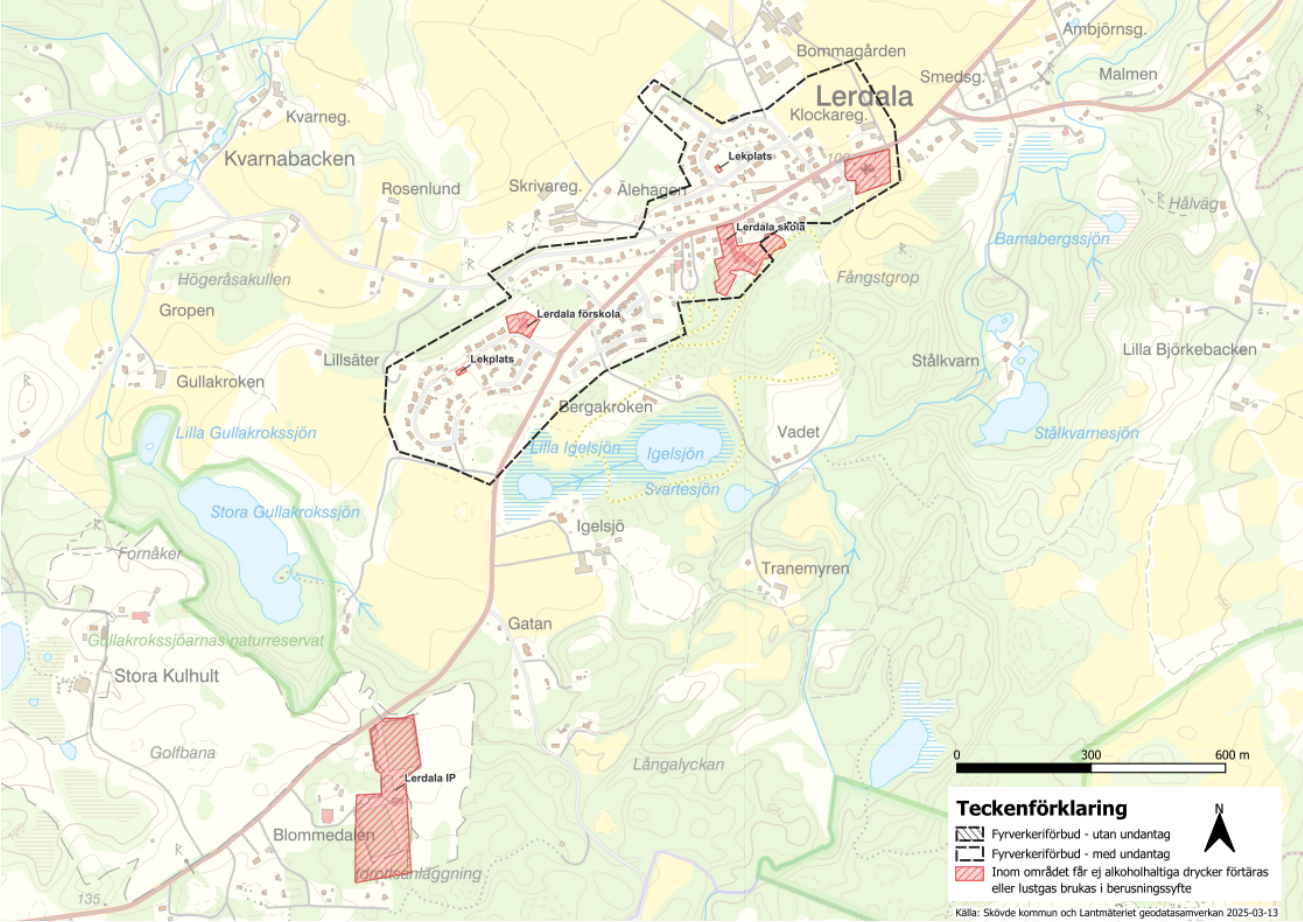 Ambjörnsg.
Bommagården
Smedsg.
Malmen
Lerdala
Kvarneg.
Klockareg.
Kvarnabacken
Lekplats
Rosenlund
Skrivareg.
Älehagen
Hålväg
Lerdala skola
Barnabergssjön
Högeråsakullen
Fångstgrop
Gropen
Lerdala förskola
Lillsäter
Lekplats
Stålkvarn
Lilla Björkebacken
Gullakroken
Bergakroken
Lilla Gullakrokssjön
Vadet
Stålkvarnesjön
Lilla Igelsjön
Igelsjön
Svartesjön
Stora Gullakrokssjön
Igelsjö
Fornåker
Tranemyren
Gatan
Gullakrokssjöarnas naturreservat
Stora Kulhult
Golfbana
Långalyckan
Lerdala IP
Blommedalen
Idrottsanläggning
135
0 300 600 m
Teckenförklaring
N
Fyrverkeriförbud - utan undantag
Fyrverkeriförbud - med undantag
Inom området får ej alkoholhaltiga drycker förtäras
eller lustgas brukas i berusningssyfte
Källa: Skövde kommun och Lantmäteriet geodatasamverkan 2025-03-13